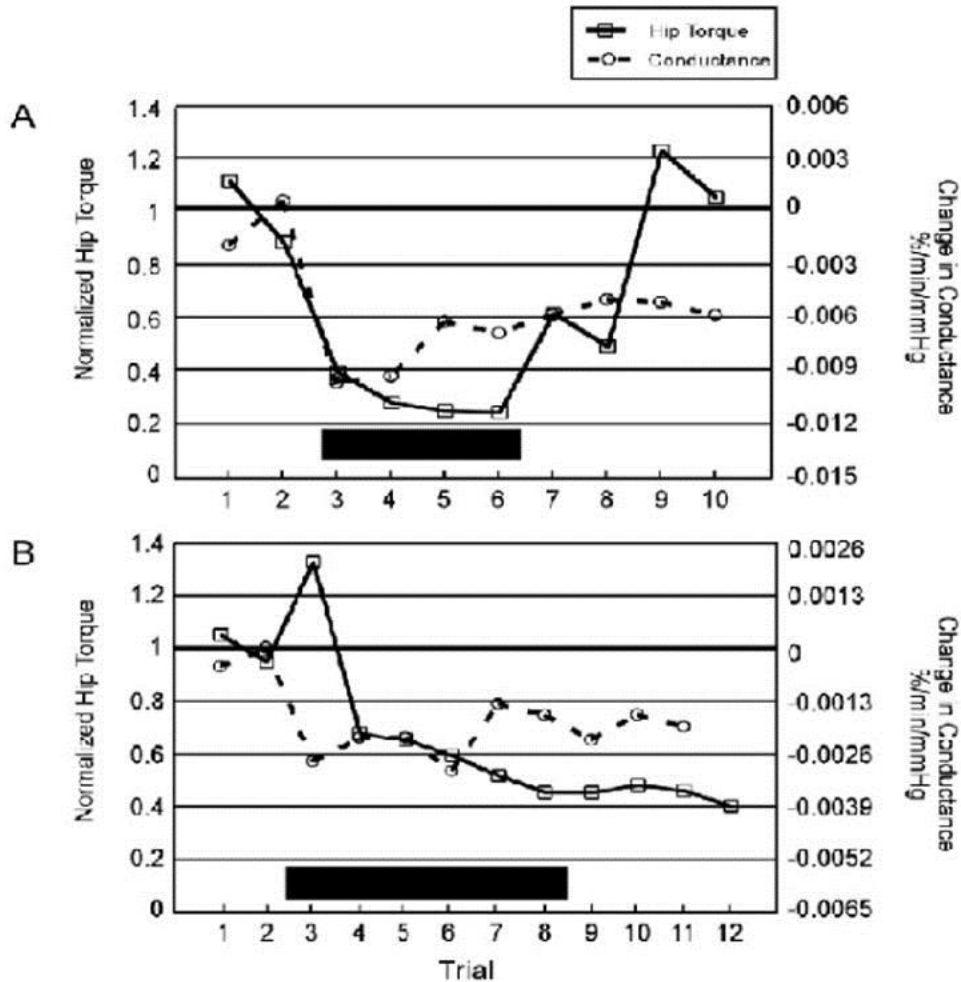 Hip Torque
Conductance
A
Normalized Hip Torque
1.4
1.2
1
0.8
0.6
0.4
0.2
0
0.006
0.003
0
-0.003
-0.006
-0.009
-0.012
-0.015
Change in Conductance
%/min/mmHg
1 2 3 4 5 6 7 8 9 10
B
Normalized Hip Torque
1.4
1.2
1
0.8
0.6
0.4
0.2
0
0.0026
0.0013
0
-0.0013
-0.0026
-0.0039
-0.0052
-0.0065
Change in Conductance
%/min/mmHg
1 2 3 4 5 6 7 8 9 10 11 12
Trial